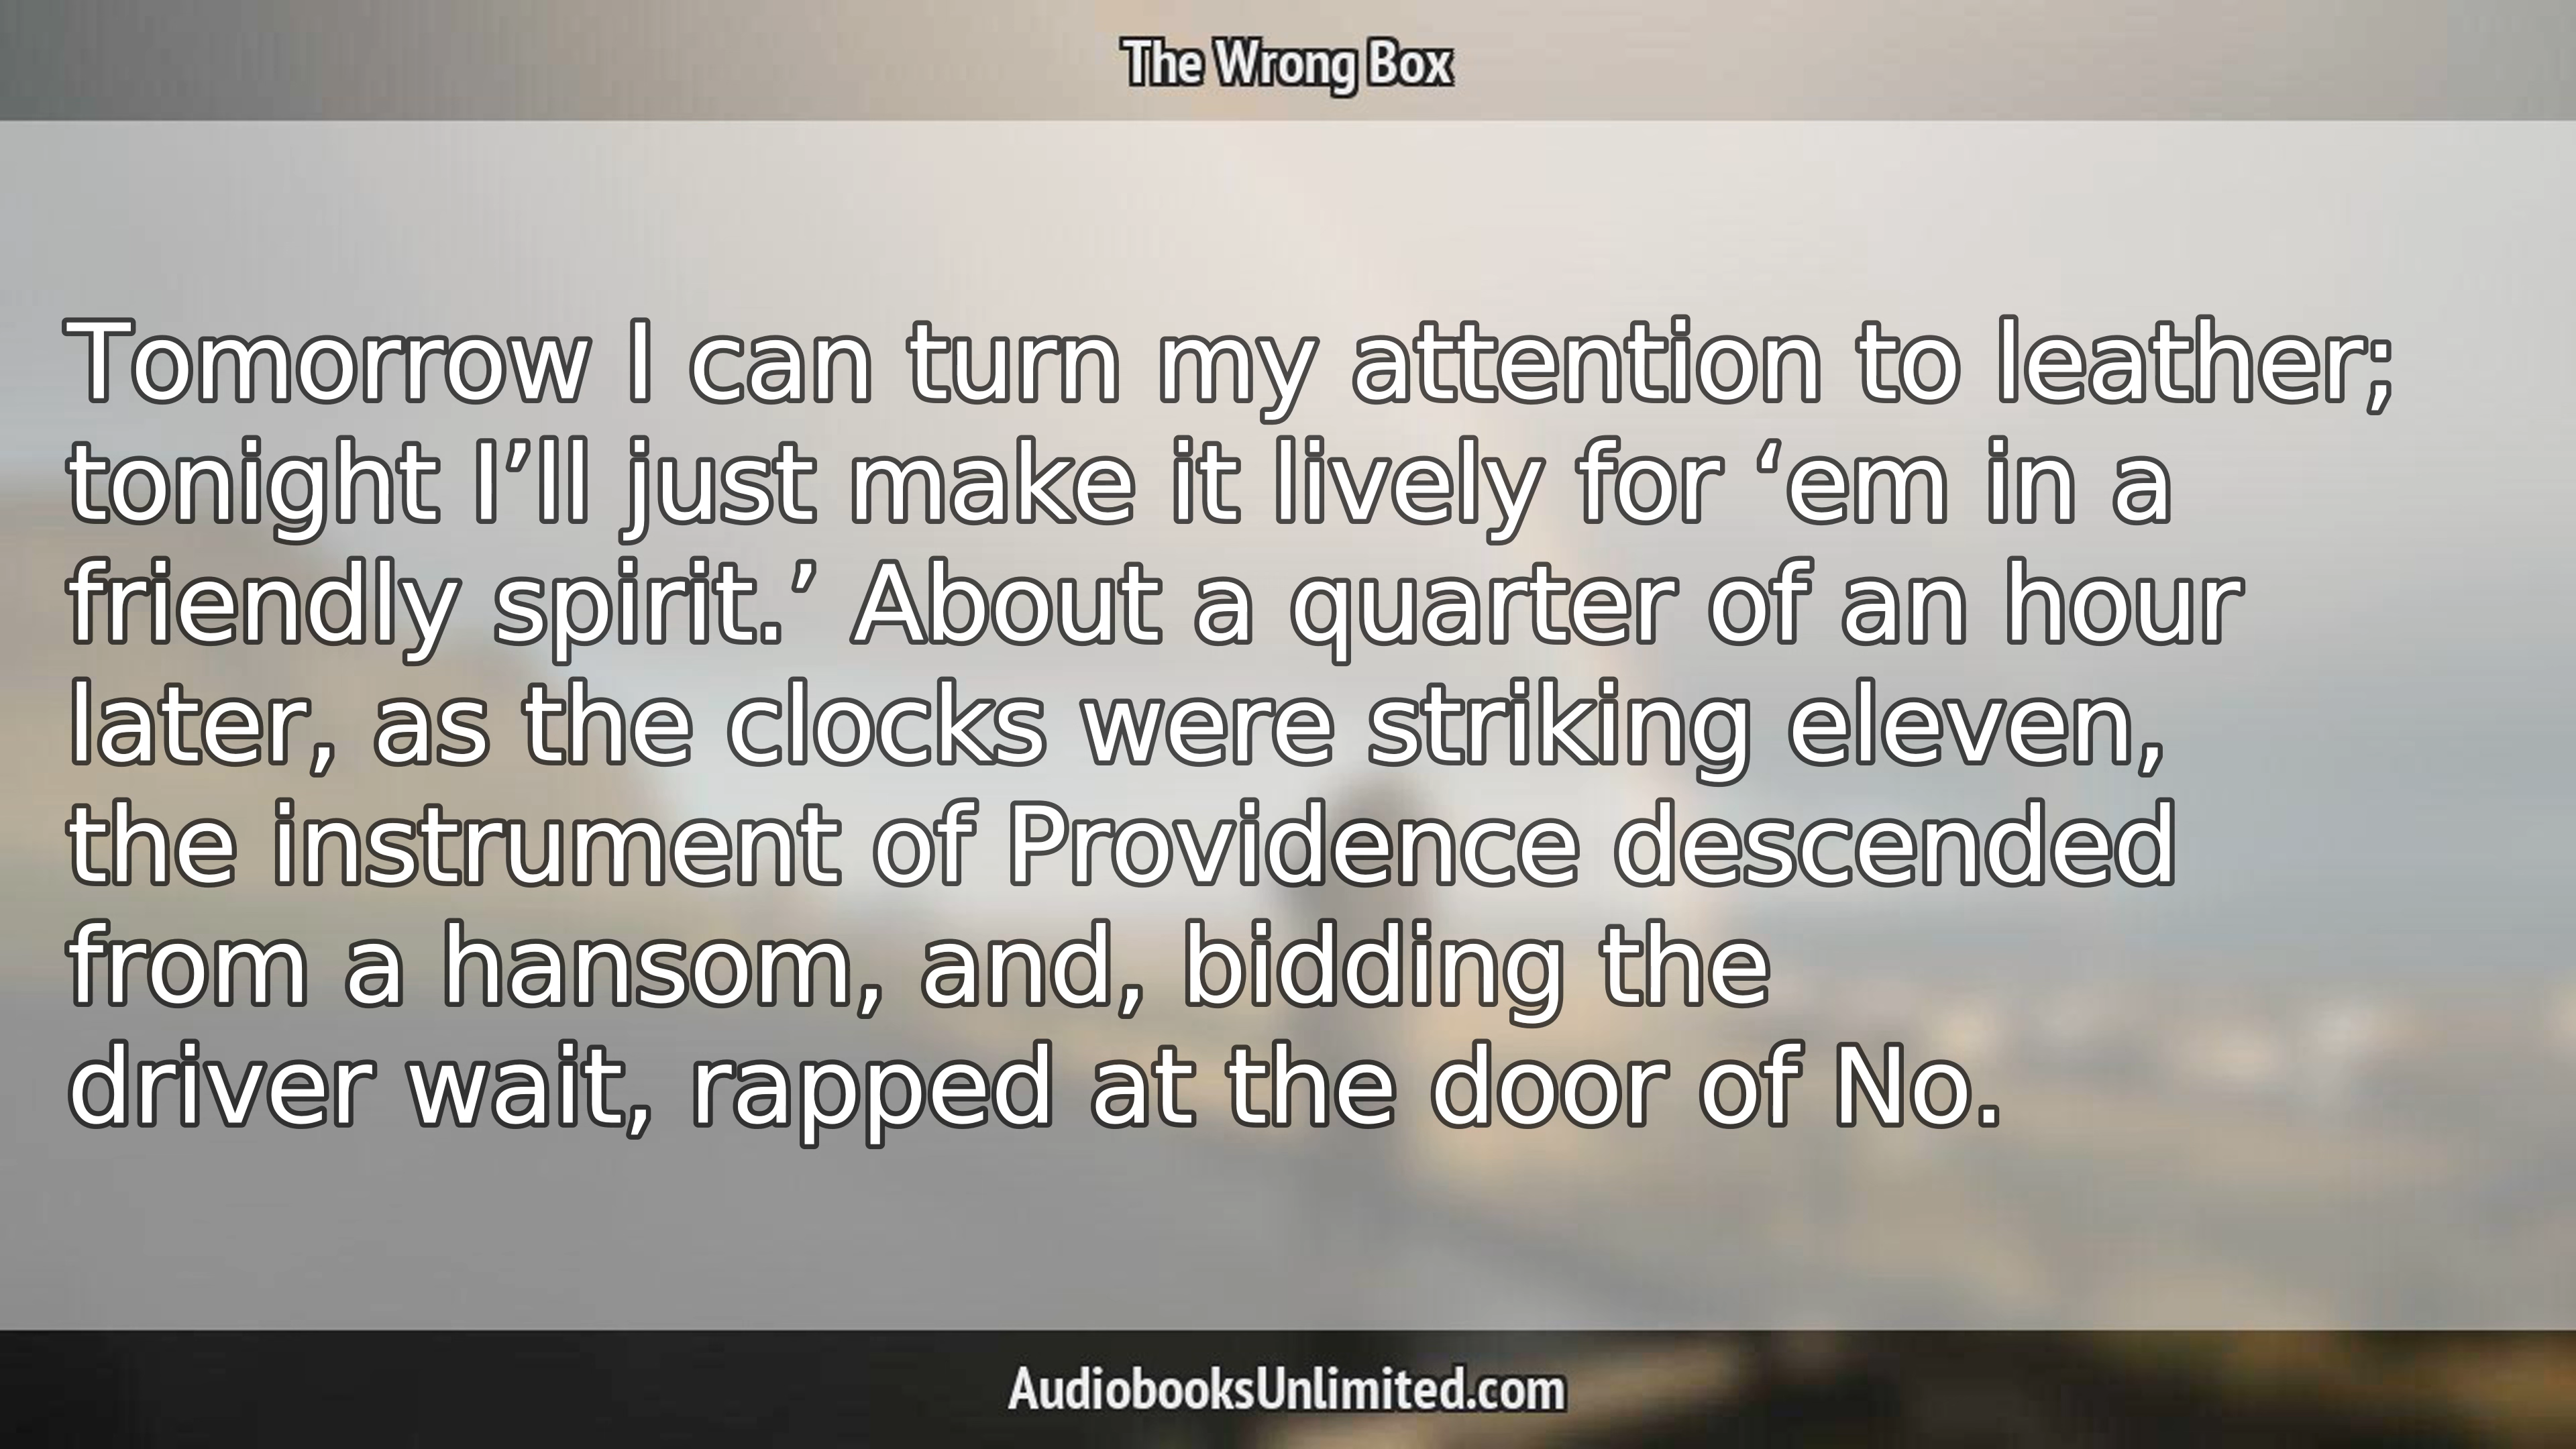 The Wrong Box
Tomorrow I can turn my attention to leather;
tonight I’ll just make it lively for ‘em in a
friendly spirit.’ About a quarter of an hour
later, as the clocks were striking eleven,
the instrument of Providence descended
from a hansom, and, bidding the
driver wait, rapped at the door of No.
AudiobooksUnlimited.com